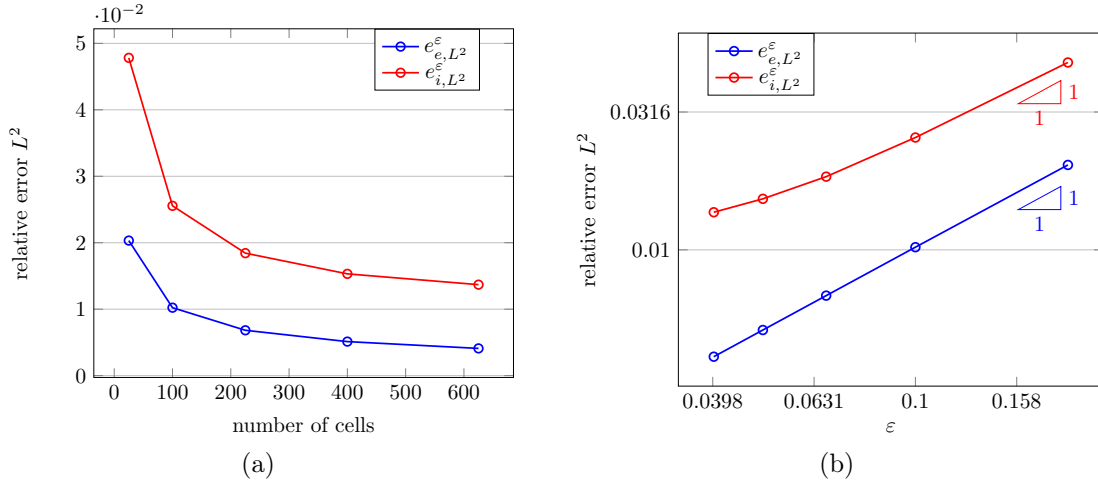 ·10⁻²
relative error L²
5
4
3
2
1
0
0 100 200 300 400 500 600
number of cells
e^ε_{e,L²}
e^ε_{i,L²}
(a)
relative error L²
0.0316
0.01
0.0398 0.0631 0.1 0.158
ε
e^ε_{e,L²}
e^ε_{i,L²}
1
1
1
1
(b)